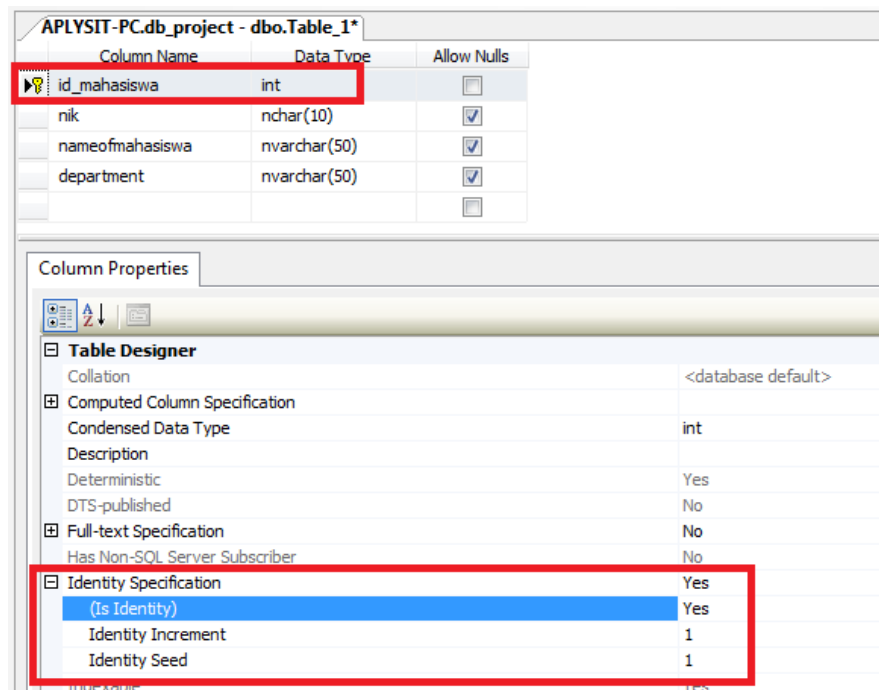 APLYSIT-PC.db_project - dbo.Table_1*
Column Name Data Type Allow Nulls
id_mahasiswa int
nik nchar(10)
nameofmahasiswa nvarchar(50)
department nvarchar(50)
Column Properties
Table Designer
Collation <database default>
Computed Column Specification
Condensed Data Type int
Description
Deterministic Yes
DTS-published No
Full-text Specification No
Has Non-SQL Server Subscriber No
Identity Specification Yes
(Is Identity) Yes
Identity Increment 1
Identity Seed 1
Indexable Yes